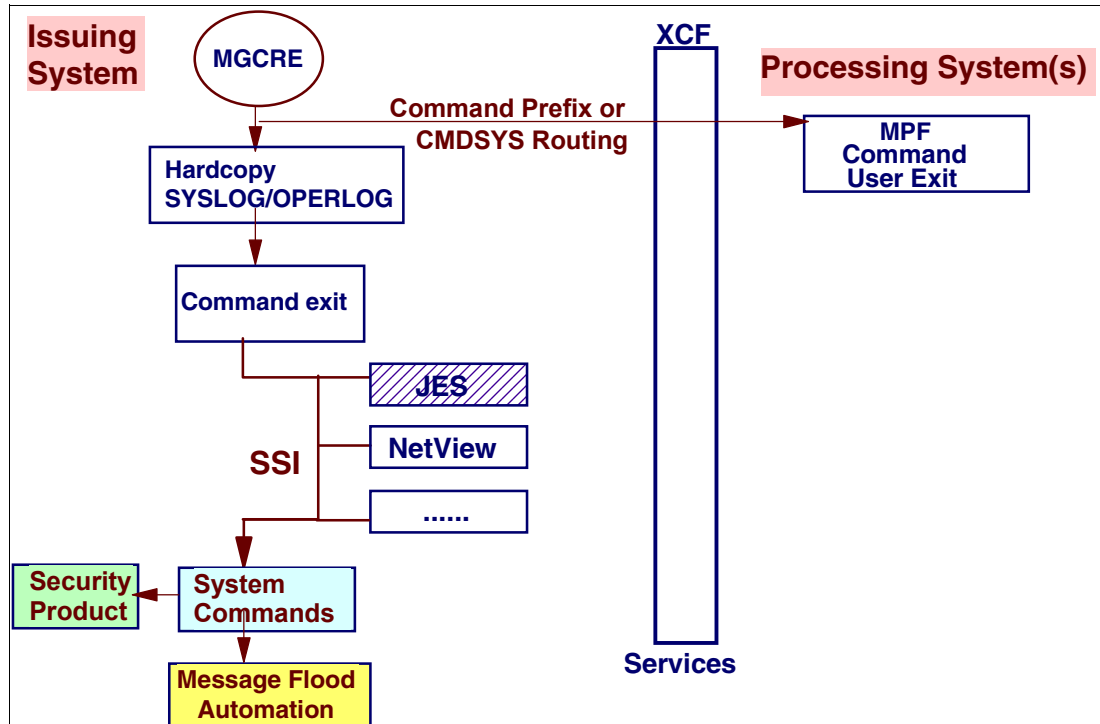 Issuing
System
MGCRE
XCF
Processing System(s)
Command Prefix or
CMDSYS Routing
MPF
Command
User Exit
Hardcopy
SYSLOG/OPERLOG
Command exit
JES
NetView
SSI
......
Security
Product
System
Commands
Services
Message Flood
Automation